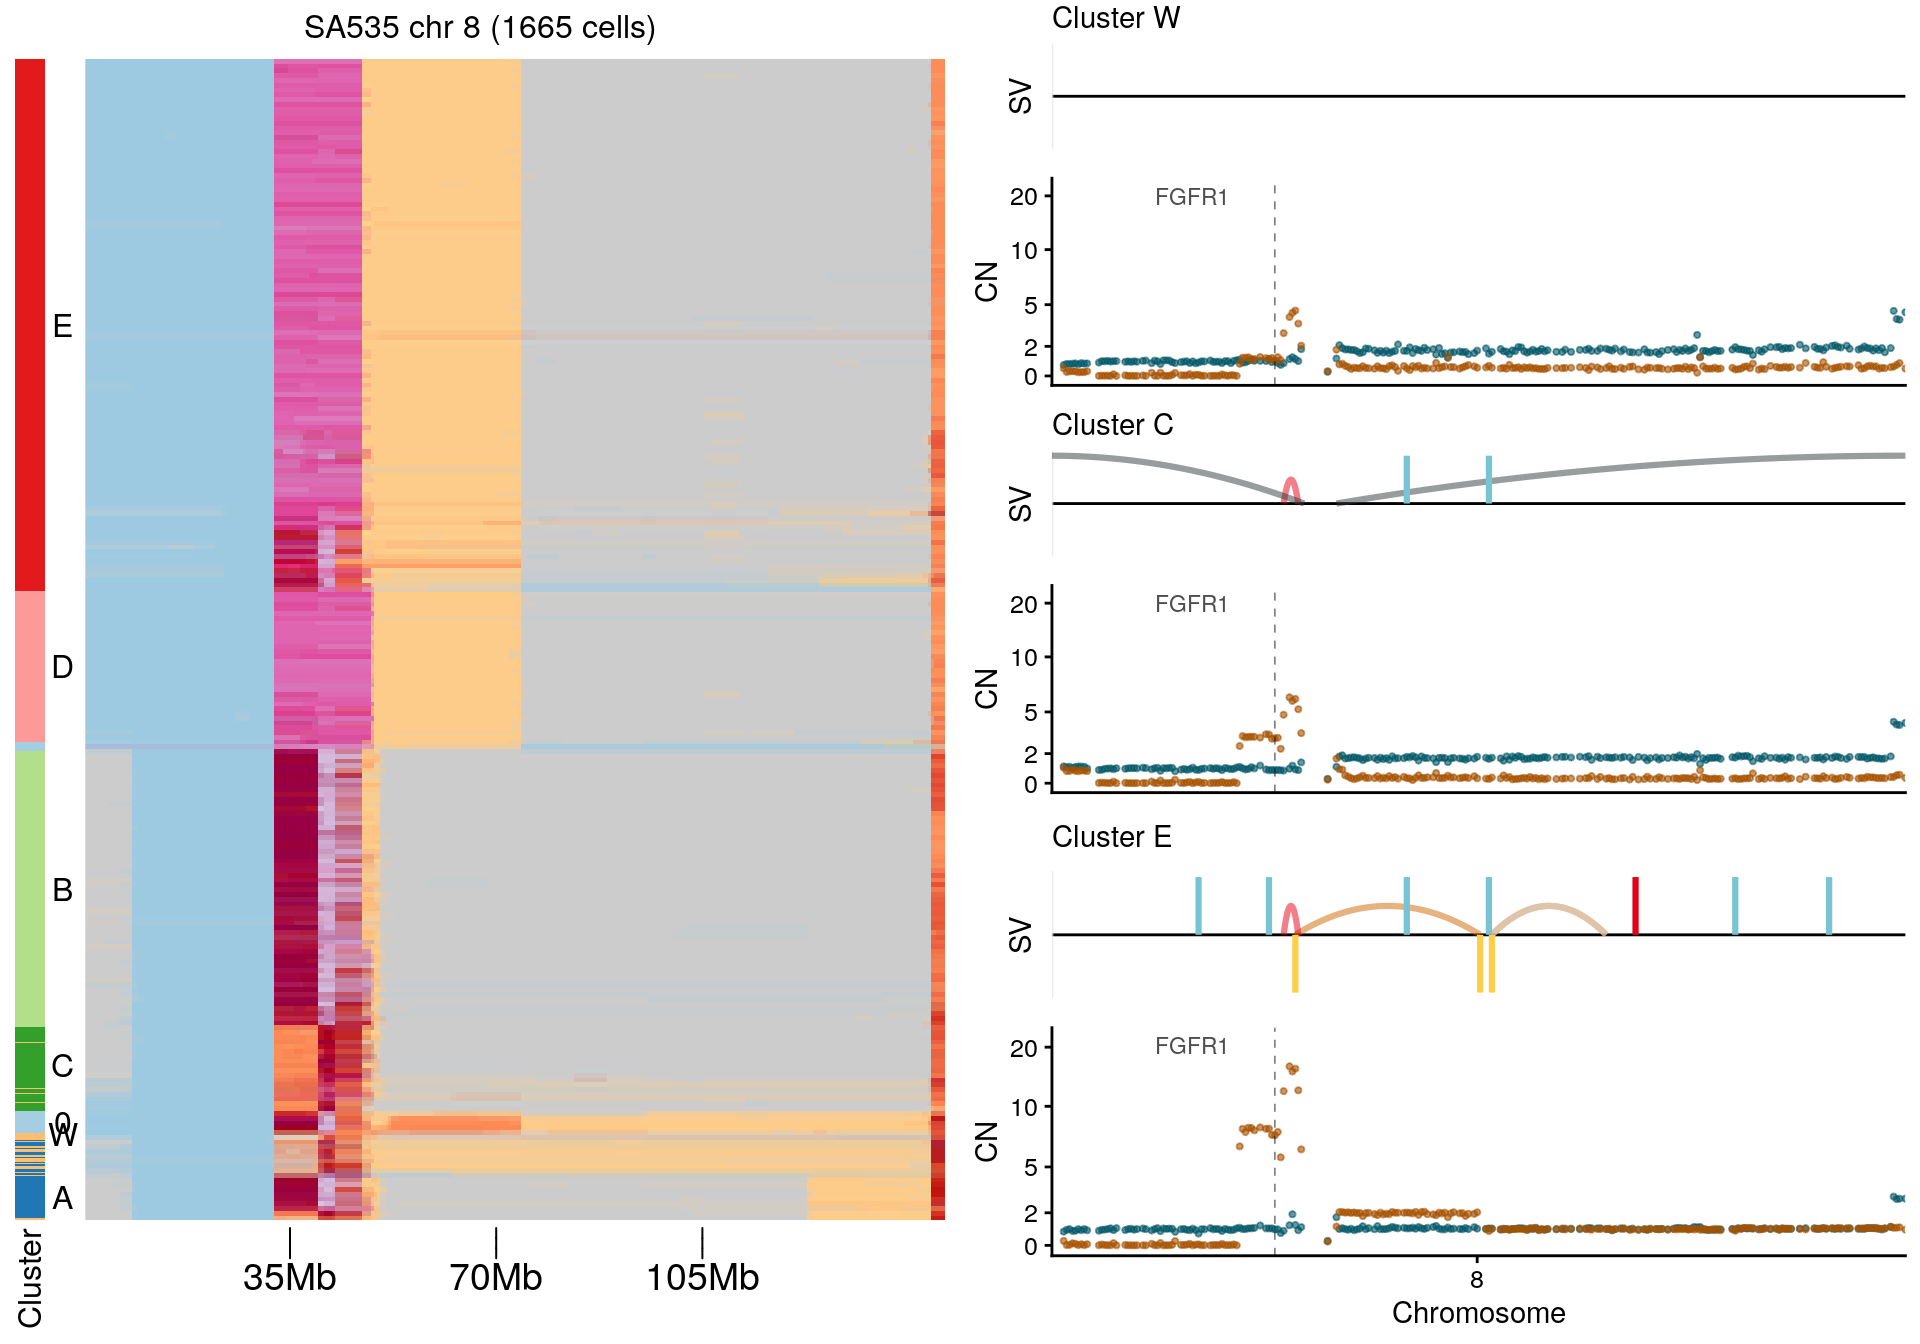 SA535 chr 8 (1665 cells)
E
D
B
C
0
W
A
Cluster
35Mb
70Mb
105Mb
Cluster W
SV
FGFR1
CN
20
10
5
2
0
Cluster C
SV
FGFR1
CN
20
10
5
2
0
Cluster E
SV
FGFR1
CN
20
10
5
2
0
8
Chromosome